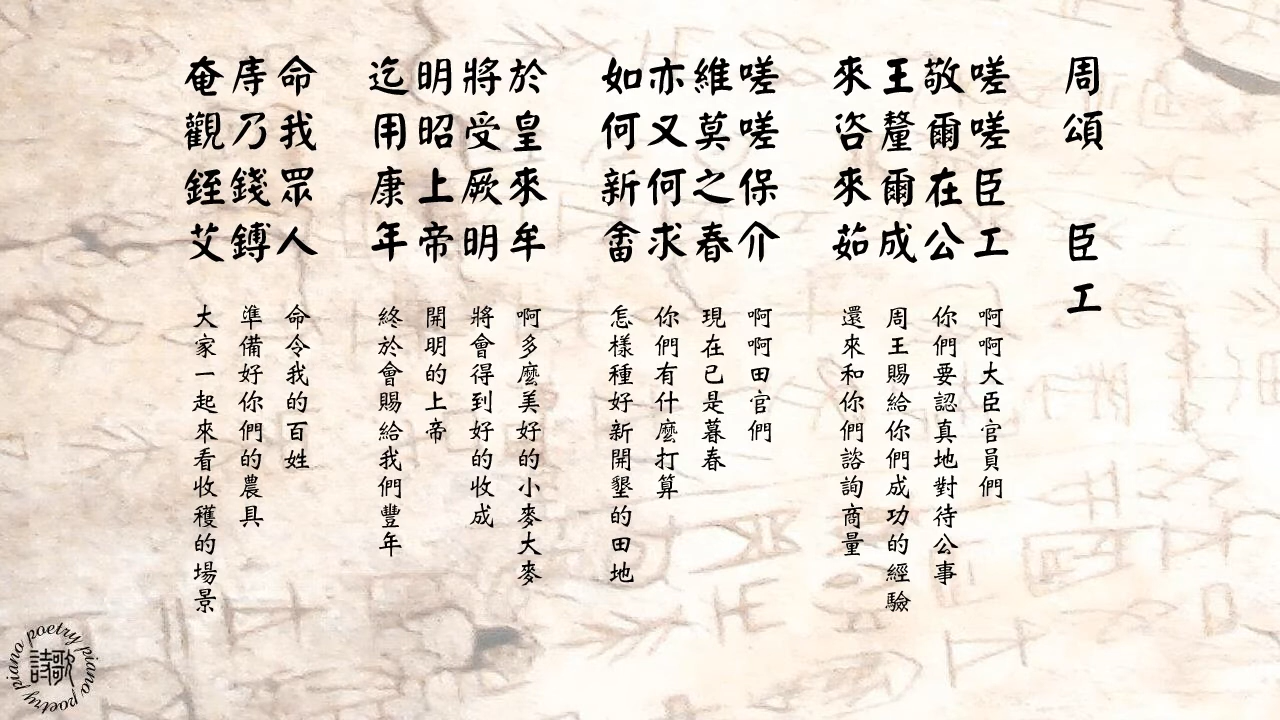 周頌 臣工
嗟嗟臣工
敬爾在公
王釐爾成
來咨來茹
啊啊大臣官員們
你們要認真地對待公事
周王賜給你們成功的經驗
還來和你們諮詢商量
嗟嗟保介
維莫之春
亦又何求
如何新畬
啊啊田官們
現在已是暮春
你們有什麼打算
怎樣種好新開墾的田地
於皇來牟
將受厥明
明昭上帝
迄用康年
啊多麼美好的小麥大麥
將會得到好的收成
開明的上帝
終於會賜給我們豐年
命我眾人
庤乃錢鎛
奄觀銍艾
命令我的百姓
準備好你們的農具
大家一起來看收穫的場景
poetry piano poetry piano
詩歌